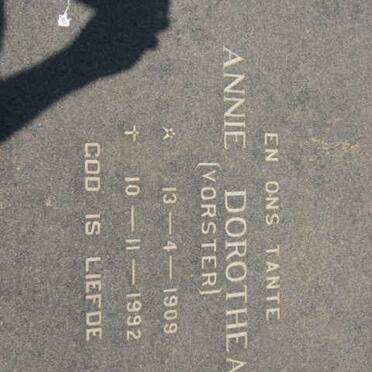 EN ONS TANTE
ANNIE DOROTHEA
(VORSTER)
☆ 13—4—1909
✝ 10—11—1992
GOD IS LIEFDE